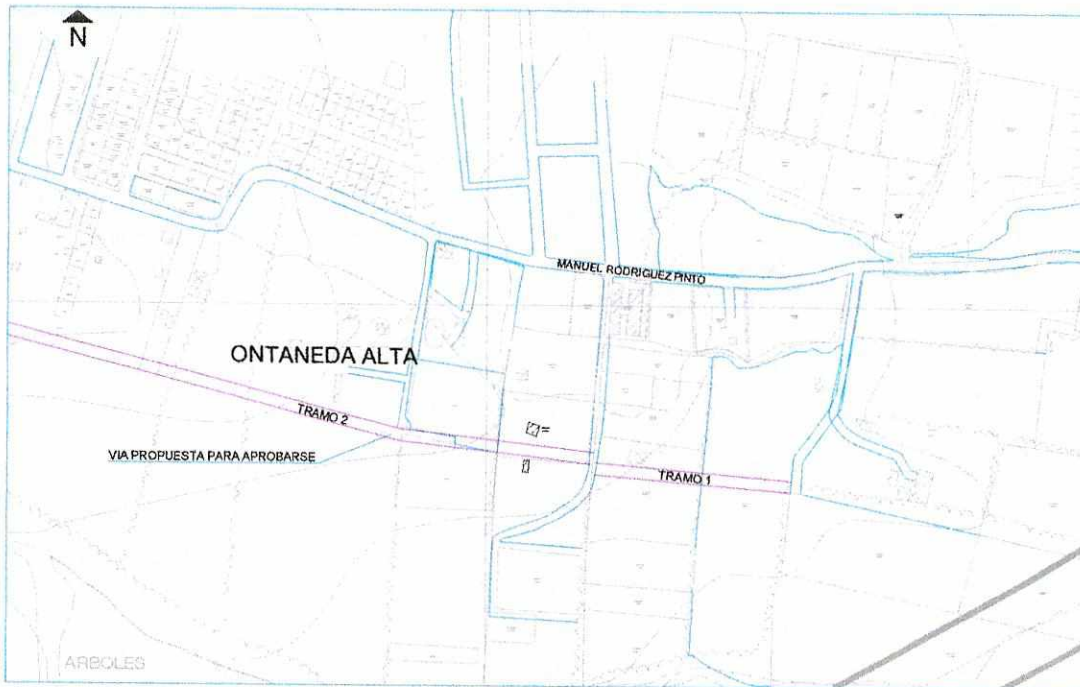 N
MANUEL RODRIGUEZ PINTO
ONTANEDA ALTA
TRAMO 2
VIA PROPUESTA PARA APROBARSE
TRAMO 1
ARBOLES